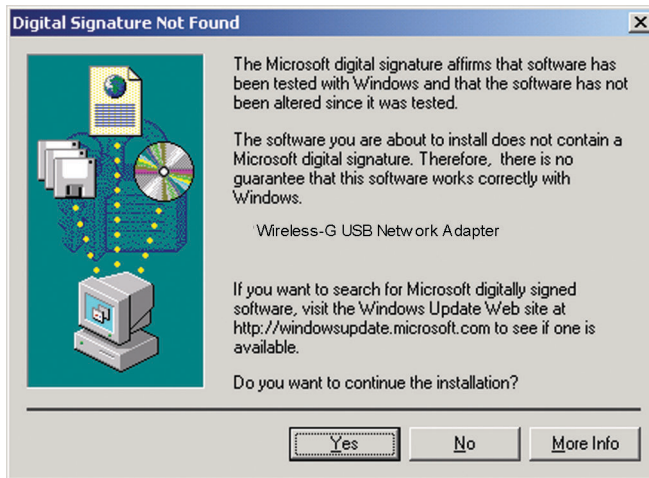 Digital Signature Not Found
The Microsoft digital signature affirms that software has
been tested with Windows and that the software has not
been altered since it was tested.
The software you are about to install does not contain a
Microsoft digital signature. Therefore, there is no
guarantee that this software works correctly with
Windows.
Wireless-G USB Network Adapter
If you want to search for Microsoft digitally signed
software, visit the Windows Update Web site at
http://windowsupdate.microsoft.com to see if one is
available.
Do you want to continue the installation?
Yes
No
More Info